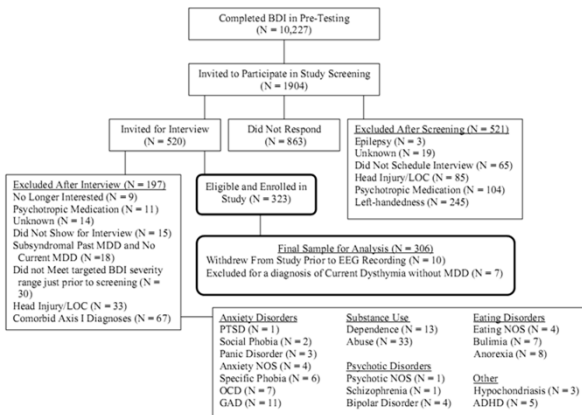 Completed BDI in Pre-Testing
(N = 10,227)
Invited to Participate in Study Screening
(N = 1904)
Invited for Interview
(N = 520)
Did Not Respond
(N = 863)
Excluded After Screening (N = 521)
Epilepsy (N = 3)
Unknown (N = 19)
Did Not Schedule Interview (N = 65)
Head Injury/LOC (N = 85)
Psychotropic Medication (N = 104)
Left-handedness (N = 245)
Excluded After Interview (N = 197)
No Longer Interested (N = 9)
Psychotropic Medication (N = 11)
Unknown (N = 14)
Did Not Show for Interview (N = 15)
Subsyndromal Past MDD and No
Current MDD (N =18)
Did not Meet targeted BDI severity
range just prior to screening (N =
30)
Head Injury/LOC (N = 33)
Comorbid Axis I Diagnoses (N = 67)
Eligible and Enrolled in
Study (N = 323)
Final Sample for Analysis (N = 306)
Withdrew From Study Prior to EEG Recording (N = 10)
Excluded for a diagnosis of Current Dysthymia without MDD (N = 7)
Anxiety Disorders
PTSD (N = 1)
Social Phobia (N = 2)
Panic Disorder (N = 3)
Anxiety NOS (N = 4)
Specific Phobia (N = 6)
OCD (N = 7)
GAD (N = 11)
Substance Use
Dependence (N = 13)
Abuse (N = 33)
Psychotic Disorders
Psychotic NOS (N = 1)
Schizophrenia (N = 1)
Bipolar Disorder (N = 4)
Eating Disorders
Eating NOS (N = 4)
Bulimia (N = 7)
Anorexia (N = 8)
Other
Hypochondriasis (N = 3)
ADHD (N = 5)